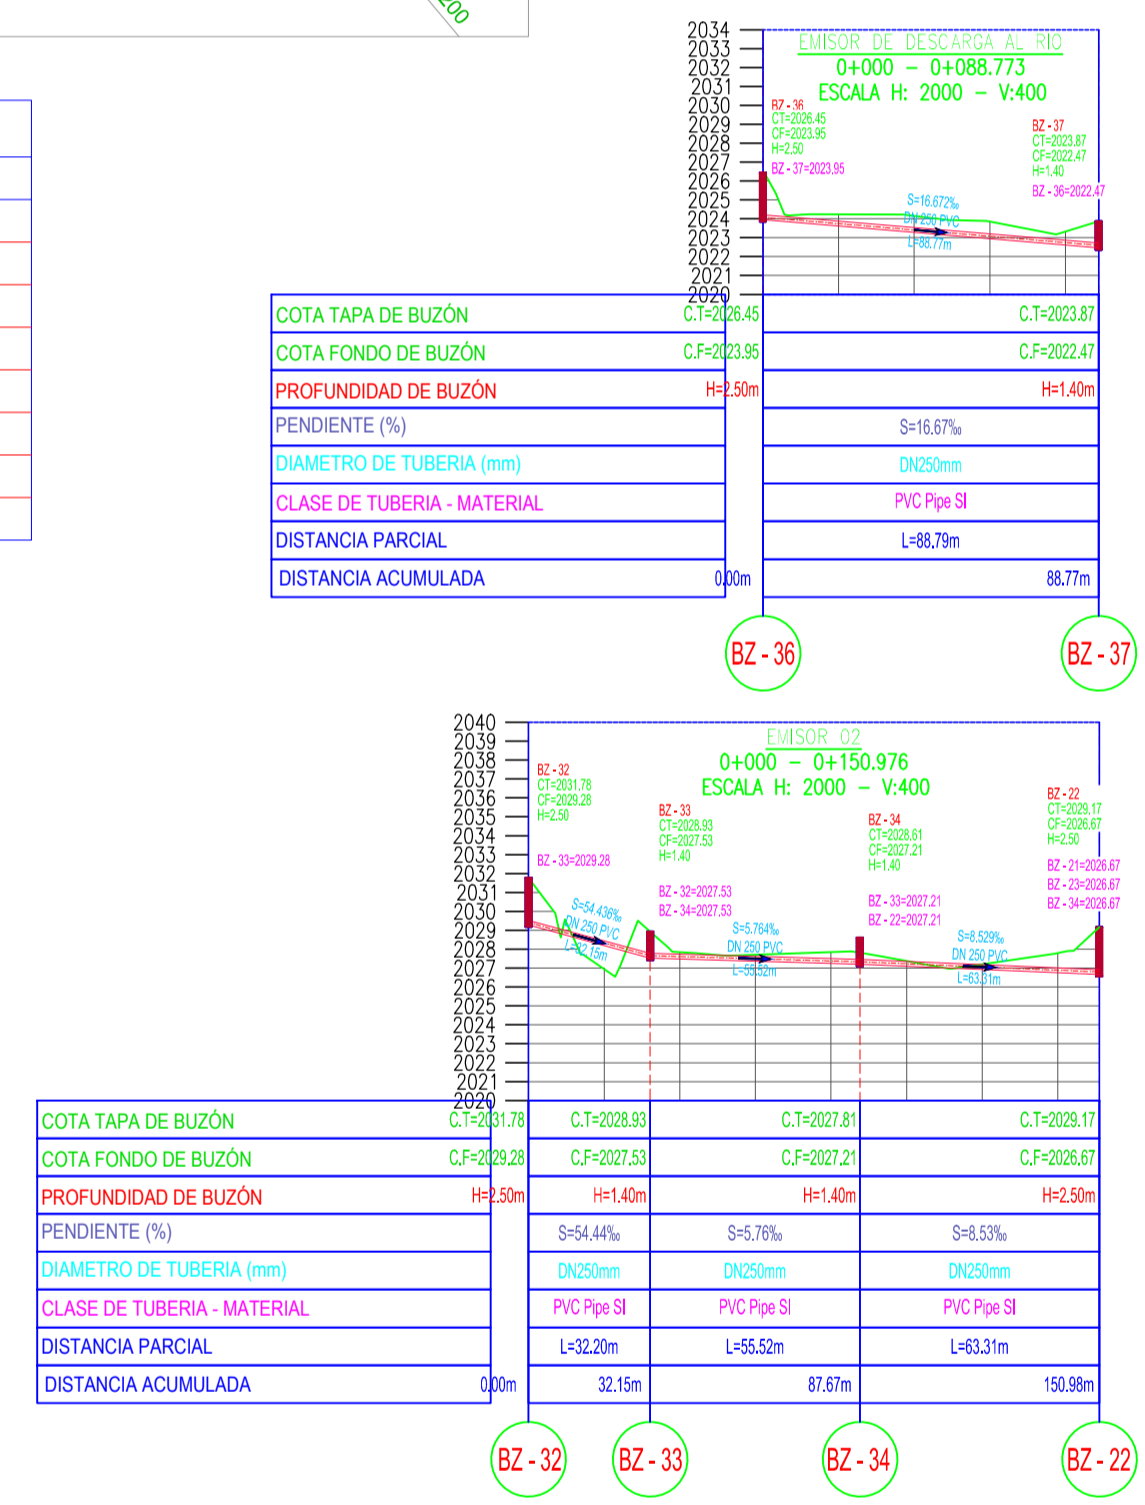 200
2034
2033
2032
2031
2030
2029
2028
2027
2026
2025
2024
2023
2022
2021
2020
EMISOR DE DESCARGA AL RIO
0+000 - 0+088.773
ESCALA H: 2000 - V:400
BZ - 36
CT=2026.45
CF=2023.95
H=2.50
BZ - 37=2023.95
BZ - 37
CT=2023.87
CF=2022.47
H=1.40
BZ - 36=2022.47
S=16.672‰
DN 250 PVC
L=88.77m
COTA TAPA DE BUZÓN C.T=2026.45 C.T=2023.87
COTA FONDO DE BUZÓN C.F=2023.95 C.F=2022.47
PROFUNDIDAD DE BUZÓN H=2.50m H=1.40m
PENDIENTE (%) S=16.67‰
DIAMETRO DE TUBERIA (mm) DN250mm
CLASE DE TUBERIA - MATERIAL PVC Pipe SI
DISTANCIA PARCIAL L=88.79m
DISTANCIA ACUMULADA 0.00m 88.77m
BZ - 36 BZ - 37
2040
2039
2038
2037
2036
2035
2034
2033
2032
2031
2030
2029
2028
2027
2026
2025
2024
2023
2022
2021
2020
EMISOR 02
0+000 - 0+150.976
ESCALA H: 2000 - V:400
BZ - 32
CT=2031.78
CF=2029.28
H=2.50
BZ - 33=2029.28
BZ - 33
CT=2028.93
CF=2027.53
H=1.40
BZ - 32=2027.53
BZ - 34=2027.53
BZ - 34
CT=2028.61
CF=2027.21
H=1.40
BZ - 33=2027.21
BZ - 22=2027.21
BZ - 22
CT=2029.17
CF=2026.67
H=2.50
BZ - 21=2026.67
BZ - 23=2026.67
BZ - 34=2026.67
S=54.436‰
DN 250 PVC
L=32.15m
S=5.764‰
DN 250 PVC
L=55.52m
S=8.529‰
DN 250 PVC
L=63.31m
COTA TAPA DE BUZÓN C.T=2031.78 C.T=2028.93 C.T=2027.81 C.T=2029.17
COTA FONDO DE BUZÓN C.F=2029.28 C.F=2027.53 C.F=2027.21 C.F=2026.67
PROFUNDIDAD DE BUZÓN H=2.50m H=1.40m H=1.40m H=2.50m
PENDIENTE (%) S=54.44‰ S=5.76‰ S=8.53‰
DIAMETRO DE TUBERIA (mm) DN250mm DN250mm DN250mm
CLASE DE TUBERIA - MATERIAL PVC Pipe SI PVC Pipe SI PVC Pipe SI
DISTANCIA PARCIAL L=32.20m L=55.52m L=63.31m
DISTANCIA ACUMULADA 0.00m 32.15m 87.67m 150.98m
BZ - 32 BZ - 33 BZ - 34 BZ - 22